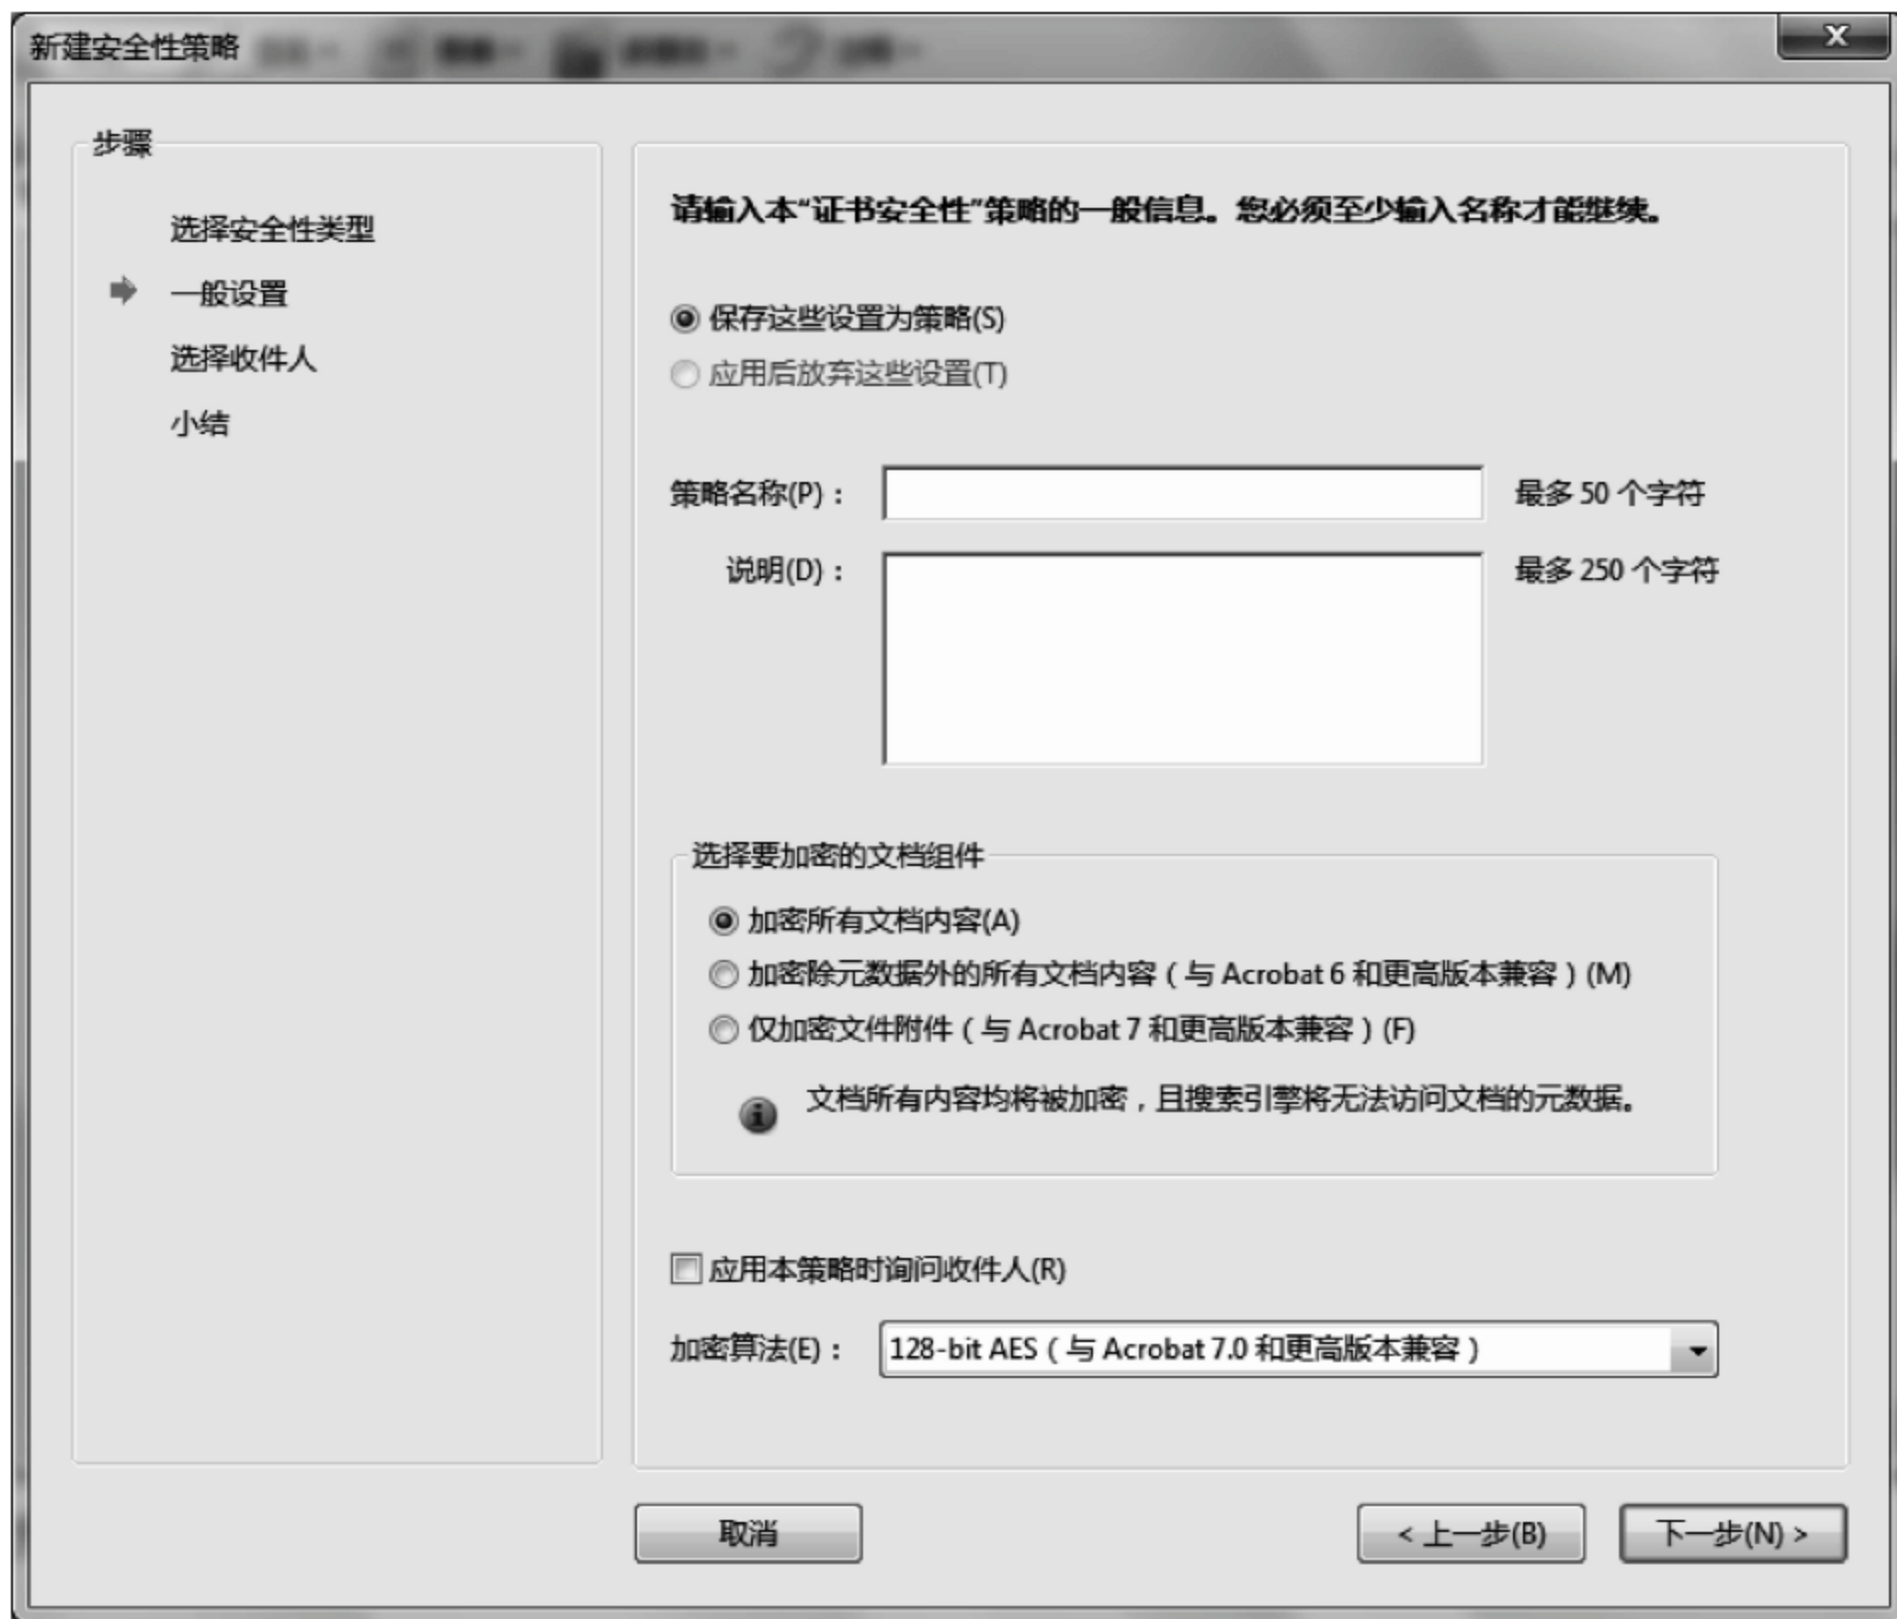 新建安全性策略
步骤
选择安全性类型
一般设置
选择收件人
小结
请输入本“证书安全性”策略的一般信息。您必须至少输入名称才能继续。
保存这些设置为策略(S)
应用后放弃这些设置(T)
策略名称(P)： 最多 50 个字符
说明(D)： 最多 250 个字符
选择要加密的文档组件
加密所有文档内容(A)
加密除元数据外的所有文档内容（与 Acrobat 6 和更高版本兼容）(M)
仅加密文件附件（与 Acrobat 7 和更高版本兼容）(F)
文档所有内容均将被加密，且搜索引擎将无法访问文档的元数据。
应用本策略时询问收件人(R)
加密算法(E)： 128-bit AES（与 Acrobat 7.0 和更高版本兼容）
取消 < 上一步(B) 下一步(N) >